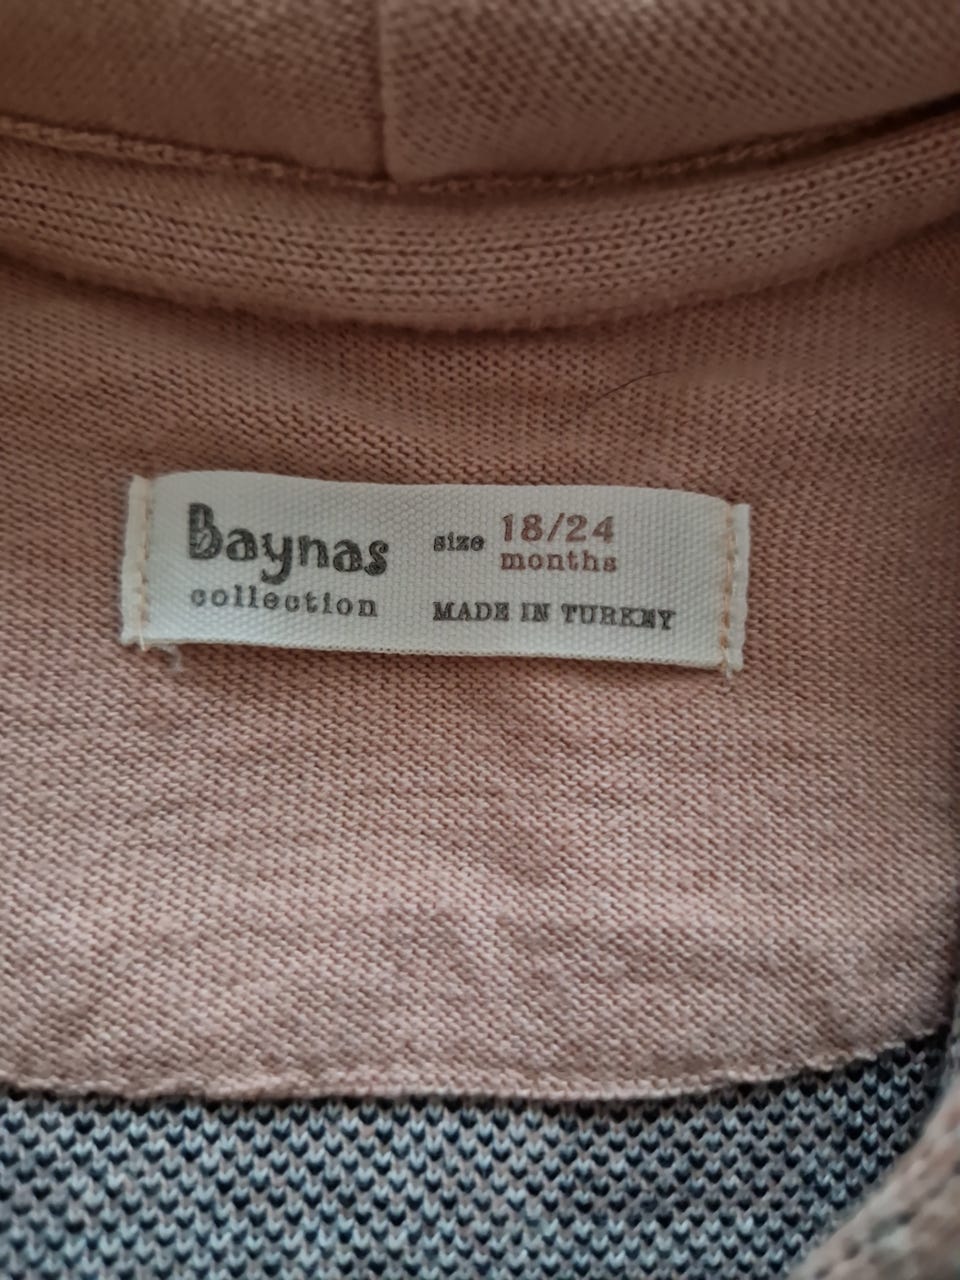 Baynas
collection
size 18/24
months
MADE IN TURKEY